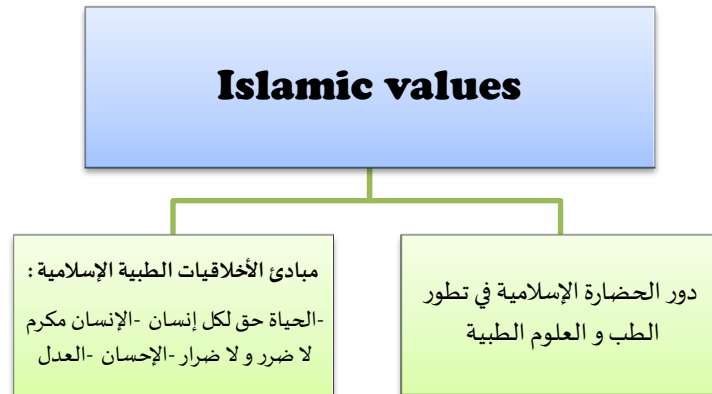 Islamic values
دور الحضارة الإسلامية في تطور
الطب و العلوم الطبية
مبادئ الأخلاقيات الطبية الإسلامية :
-الحياة حق لكل إنسان -الإنسان مكرم
لا ضرر و لا ضرار -الإحسان -العدل